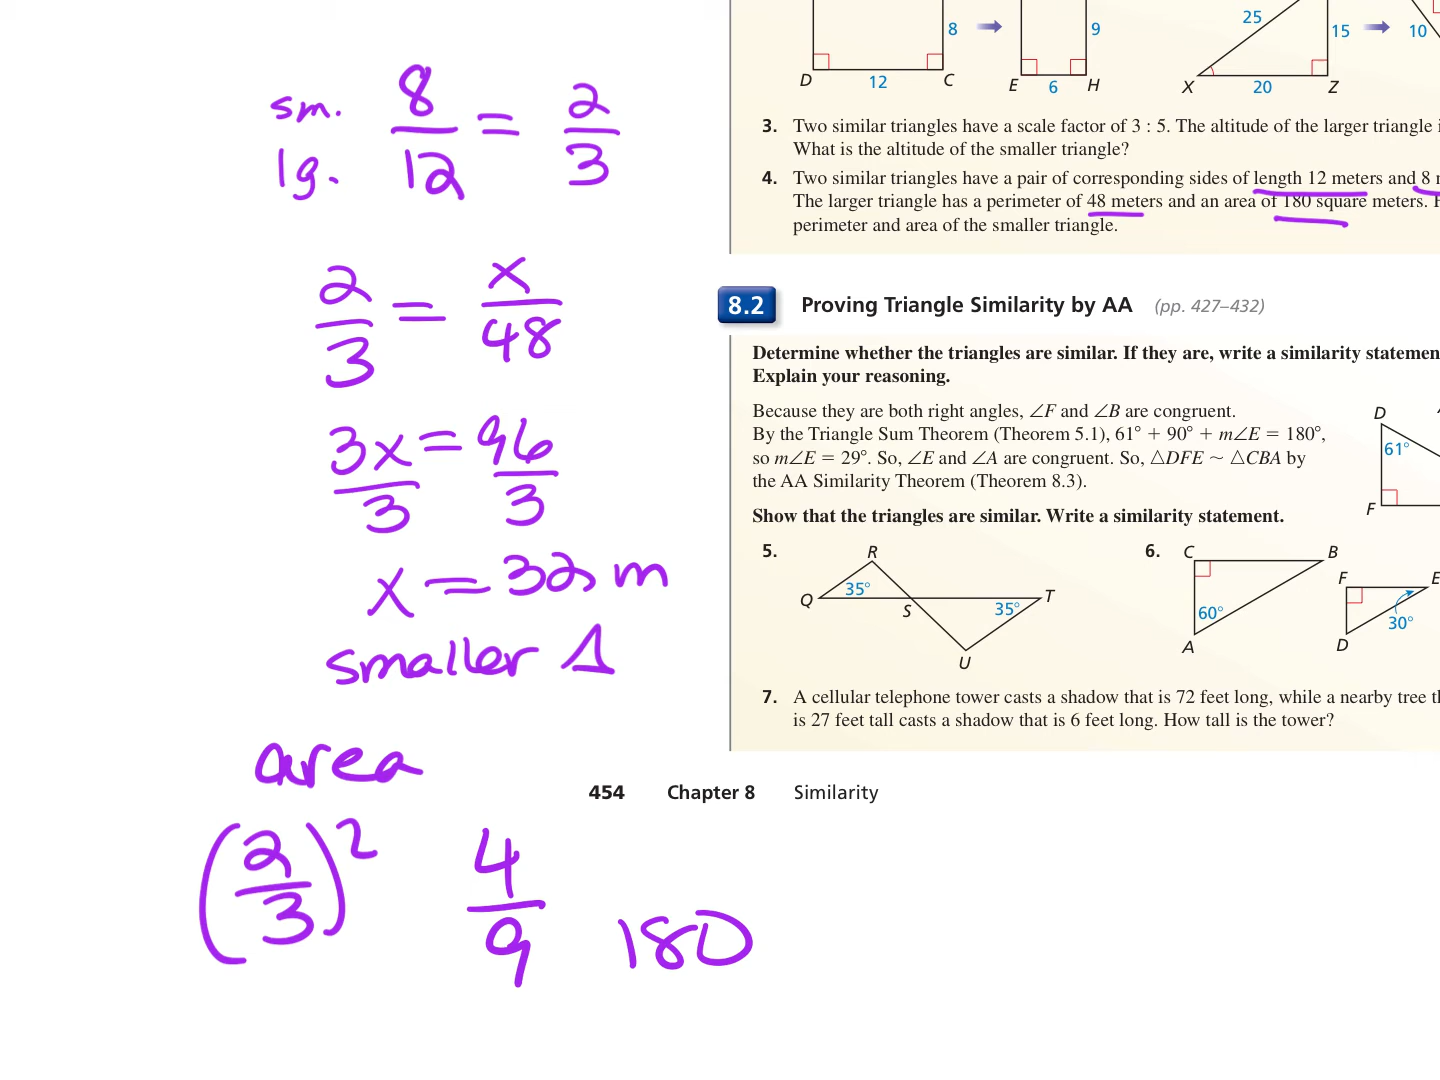 sm. 8/12 = 2/3
lg.
2/3 = x/48
3x/3 = 96/3
x = 32 m
smaller △
area
(2/3)² 4/9 180
8 9 25 15 10
D 12 C E 6 H X 20 Z
3. Two similar triangles have a scale factor of 3 : 5. The altitude of the larger triangle
What is the altitude of the smaller triangle?
4. Two similar triangles have a pair of corresponding sides of length 12 meters and 8
The larger triangle has a perimeter of 48 meters and an area of 180 square meters.
perimeter and area of the smaller triangle.
8.2 Proving Triangle Similarity by AA (pp. 427–432)
Determine whether the triangles are similar. If they are, write a similarity
Explain your reasoning.
Because they are both right angles, ∠F and ∠B are congruent.
By the Triangle Sum Theorem (Theorem 5.1), 61° + 90° + m∠E = 180°,
so m∠E = 29°. So, ∠E and ∠A are congruent. So, △DFE ~ △CBA by
the AA Similarity Theorem (Theorem 8.3).
D
61°
F
Show that the triangles are similar. Write a similarity statement.
5. R
Q 35° S 35° T
U
6. C B
F E
60° 30°
A D
7. A cellular telephone tower casts a shadow that is 72 feet long, while a nearby tree
is 27 feet tall casts a shadow that is 6 feet long. How tall is the tower?
454 Chapter 8 Similarity